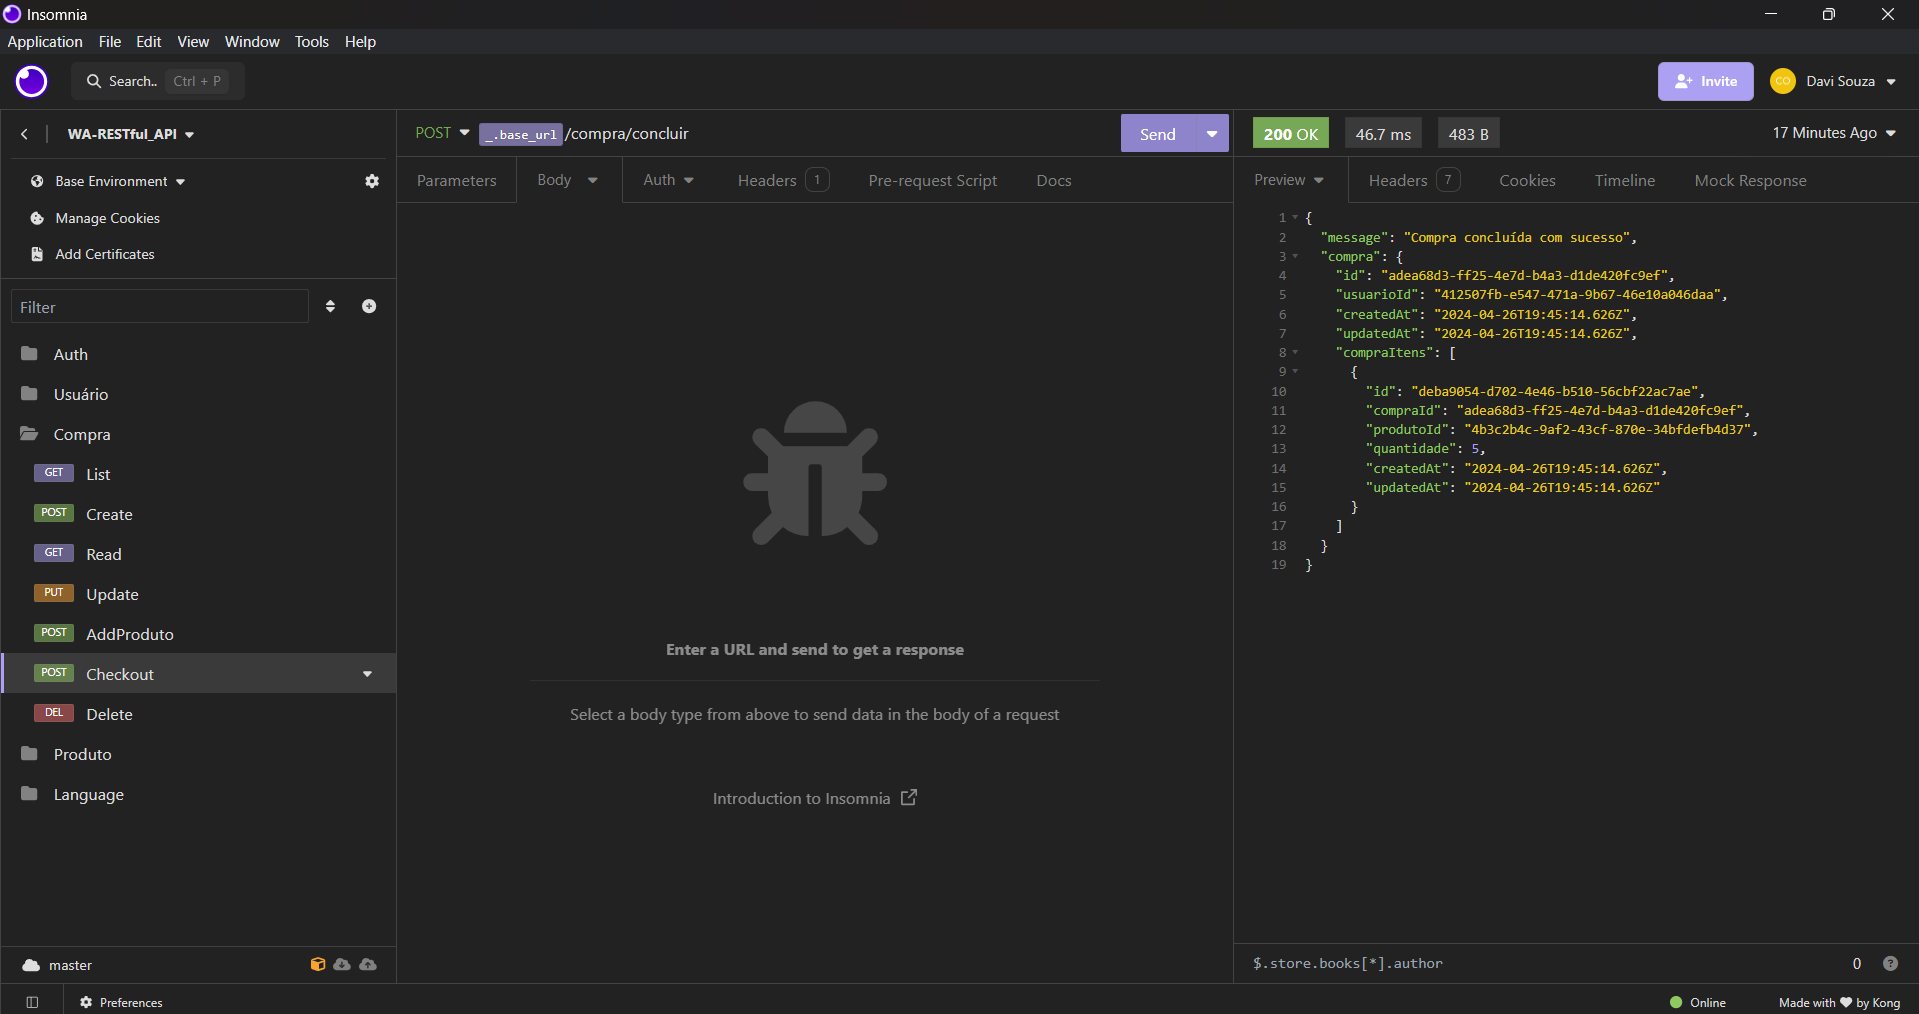 Insomnia
Application File Edit View Window Tools Help
Search.. Ctrl + P
Invite
CO Davi Souza
WA-RESTful_API
Base Environment
Manage Cookies
Add Certificates
Filter
Auth
Usuário
Compra
GET List
POST Create
GET Read
PUT Update
POST AddProduto
POST Checkout
DEL Delete
Produto
Language
master
POST _.base_url/compra/concluir
Send
Parameters Body Auth Headers 1 Pre-request Script Docs
Enter a URL and send to get a response
Select a body type from above to send data in the body of a request
Introduction to Insomnia
200 OK 46.7 ms 483 B 17 Minutes Ago
Preview Headers 7 Cookies Timeline Mock Response
1 {
2 "message": "Compra concluída com sucesso",
3 "compra": {
4 "id": "adea68d3-ff25-4e7d-b4a3-d1de420fc9ef",
5 "usuarioId": "412507fb-e547-471a-9b67-46e10a046daa",
6 "createdAt": "2024-04-26T19:45:14.626Z",
7 "updatedAt": "2024-04-26T19:45:14.626Z",
8 "compraItens": [
9 {
10 "id": "deba9054-d702-4e46-b510-56cbf22ac7ae",
11 "compraId": "adea68d3-ff25-4e7d-b4a3-d1de420fc9ef",
12 "produtoId": "4b3c2b4c-9af2-43cf-870e-34bfdefb4d37",
13 "quantidade": 5,
14 "createdAt": "2024-04-26T19:45:14.626Z",
15 "updatedAt": "2024-04-26T19:45:14.626Z"
16 }
17 ]
18 }
19 }
$.store.books[*].author 0 ?
Preferences
Online
Made with ♥ by Kong